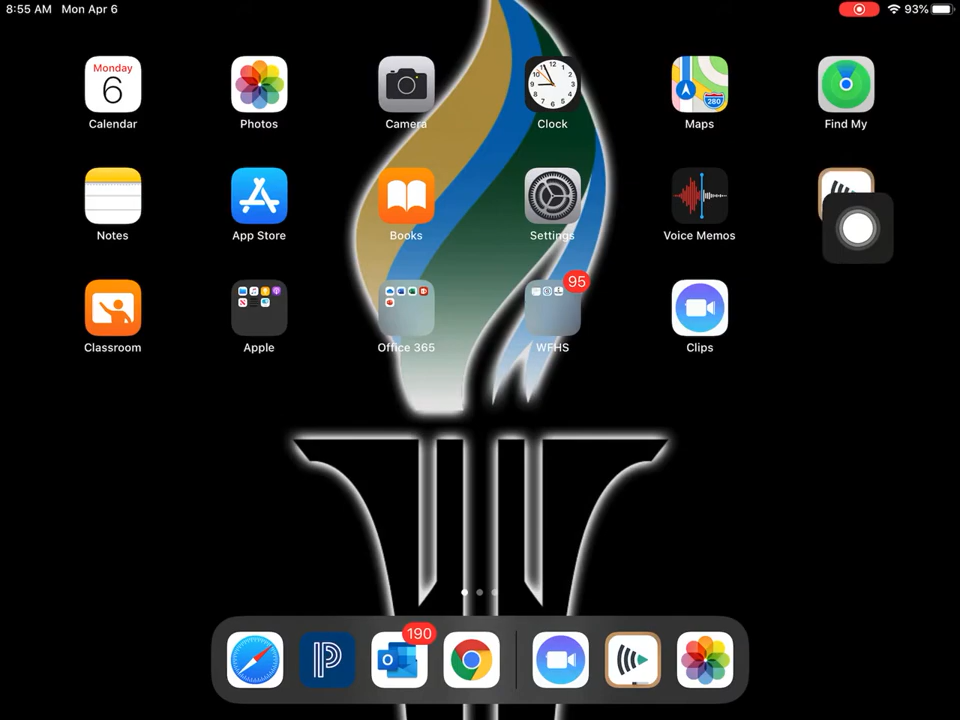 8:55 AM Mon Apr 6
93%
Monday
6
Calendar
Photos
Camera
Clock
Maps
Find My
Notes
App Store
Books
Settings
Voice Memos
Classroom
Apple
Office 365
95
WFHS
Clips
190